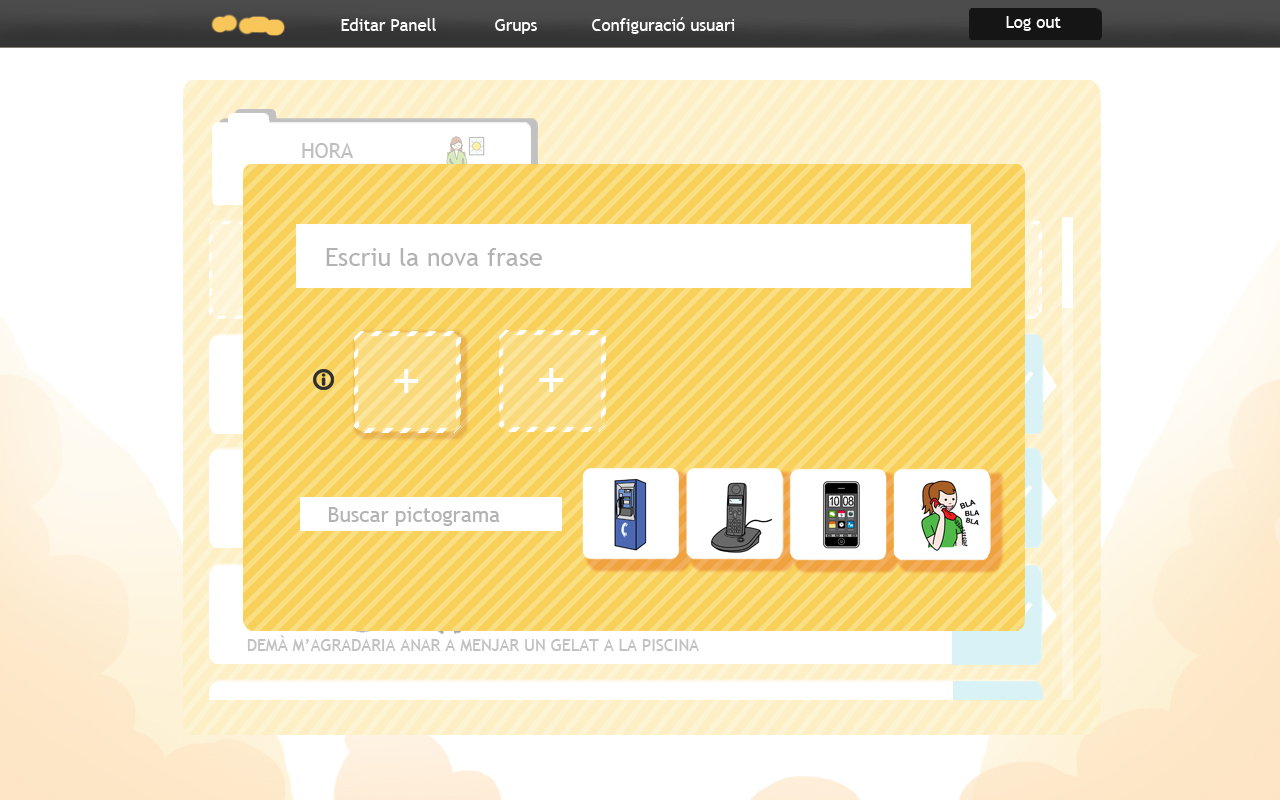 Editar Panell
Grups
Configuració usuari
Log out
HORA
Escriu la nova frase
+
+
Buscar pictograma
10 08
BLA
BLA
BLA
DEMÀ M'AGRADARIA ANAR A MENJAR UN GELAT A LA PISCINA